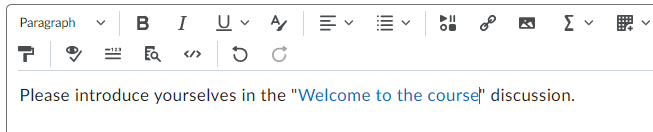 Paragraph B I U A
Please introduce yourselves in the "Welcome to the course" discussion.